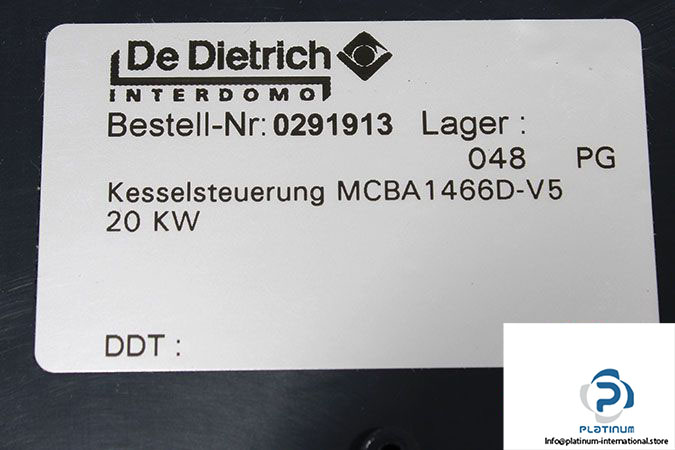 De Dietrich
INTERDOMO
Bestell-Nr: 0291913 Lager :
048 PG
Kesselsteuerung MCBA1466D-V5
20 KW
DDT :
PLATINUM
Info@platinum-international.store